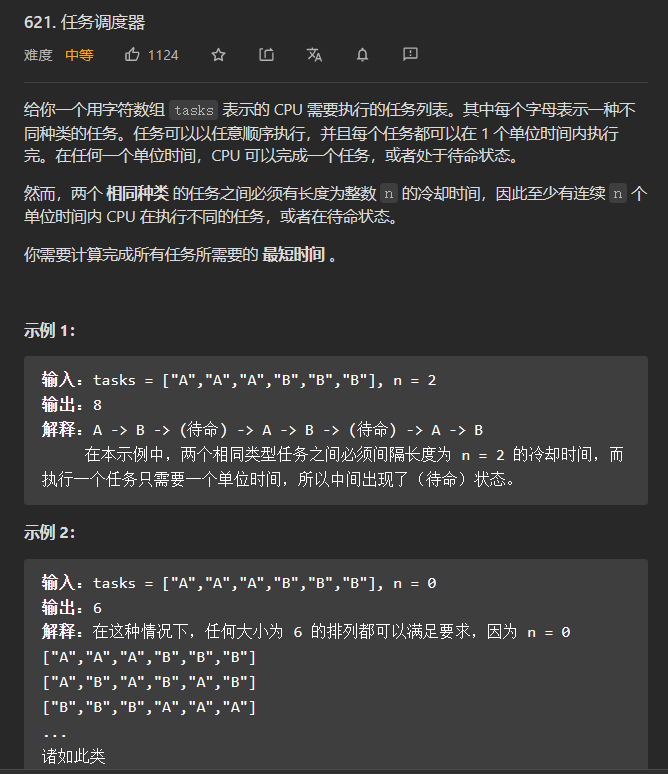 621. 任务调度器
难度 中等 1124
给你一个用字符数组 tasks 表示的 CPU 需要执行的任务列表。其中每个字母表示一种不
同种类的任务。任务可以以任意顺序执行，并且每个任务都可以在 1 个单位时间内执行
完。在任何一个单位时间，CPU 可以完成一个任务，或者处于待命状态。
然而，两个 相同种类 的任务之间必须有长度为整数 n 的冷却时间，因此至少有连续 n 个
单位时间内 CPU 在执行不同的任务，或者在待命状态。
你需要计算完成所有任务所需要的 最短时间 。
示例 1：
输入：tasks = ["A","A","A","B","B","B"], n = 2
输出：8
解释：A -> B -> (待命) -> A -> B -> (待命) -> A -> B
在本示例中，两个相同类型任务之间必须间隔长度为 n = 2 的冷却时间，而
执行一个任务只需要一个单位时间，所以中间出现了（待命）状态。
示例 2：
输入：tasks = ["A","A","A","B","B","B"], n = 0
输出：6
解释：在这种情况下，任何大小为 6 的排列都可以满足要求，因为 n = 0
["A","A","A","B","B","B"]
["A","B","A","B","A","B"]
["B","B","B","A","A","A"]
...
诸如此类